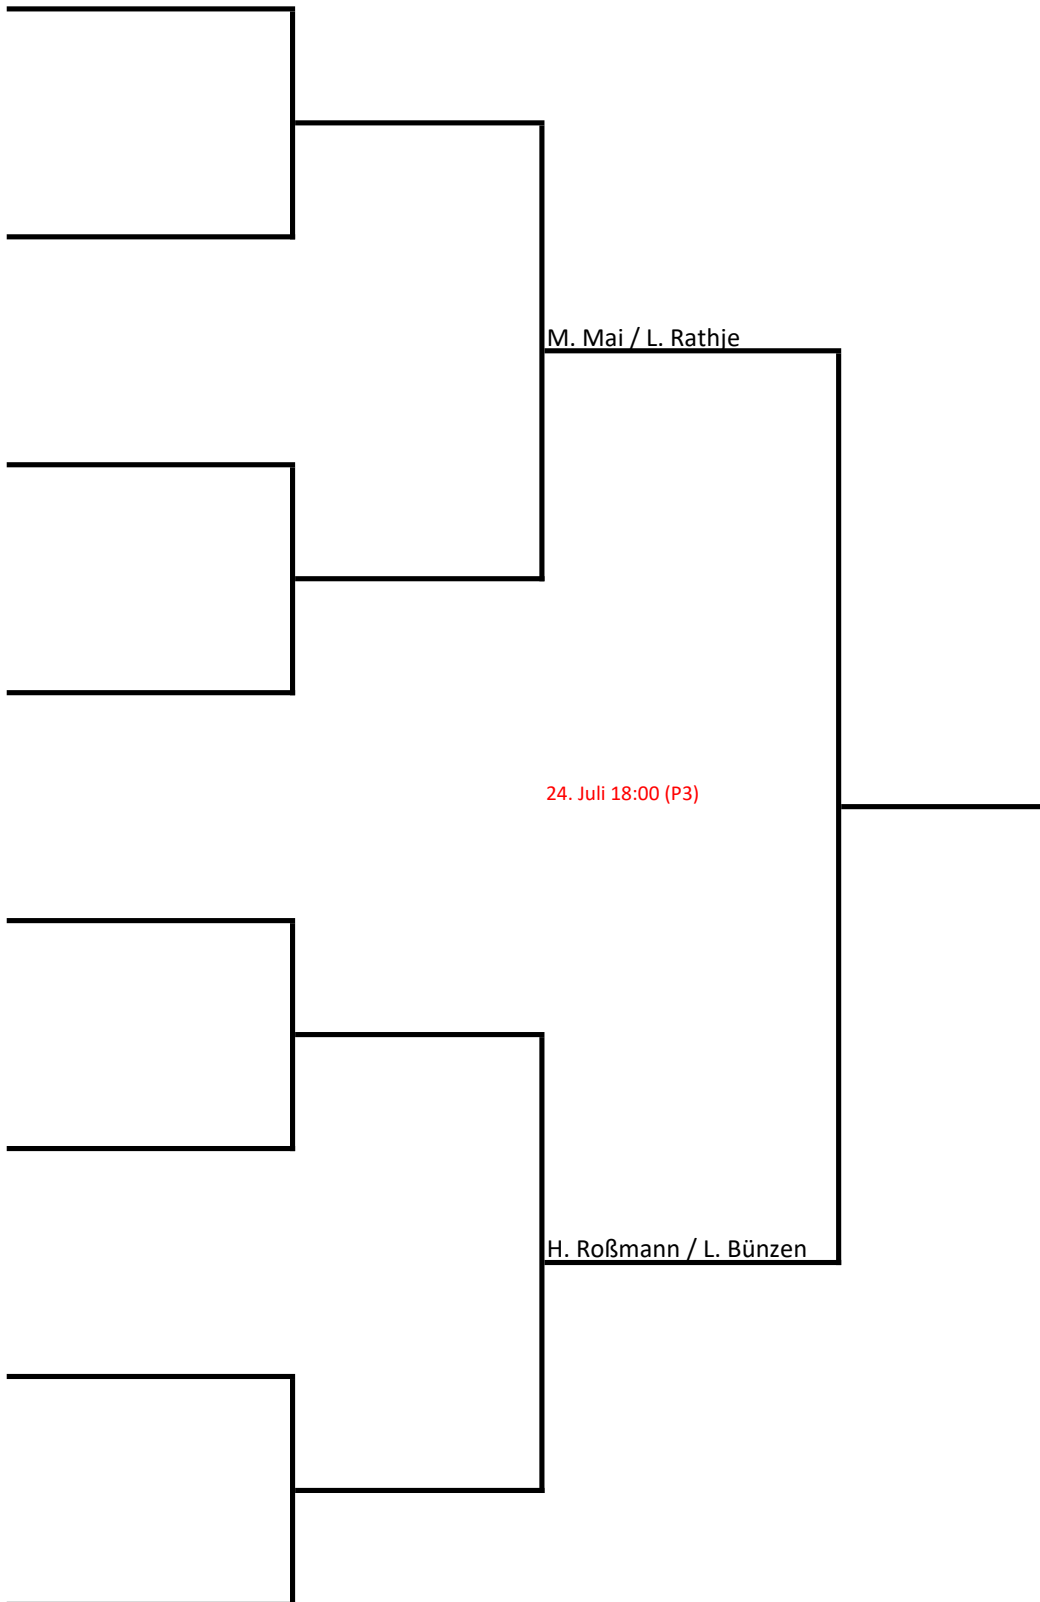 M. Mai / L. Rathje
24. Juli 18:00 (P3)
H. Roßmann / L. Bünzen